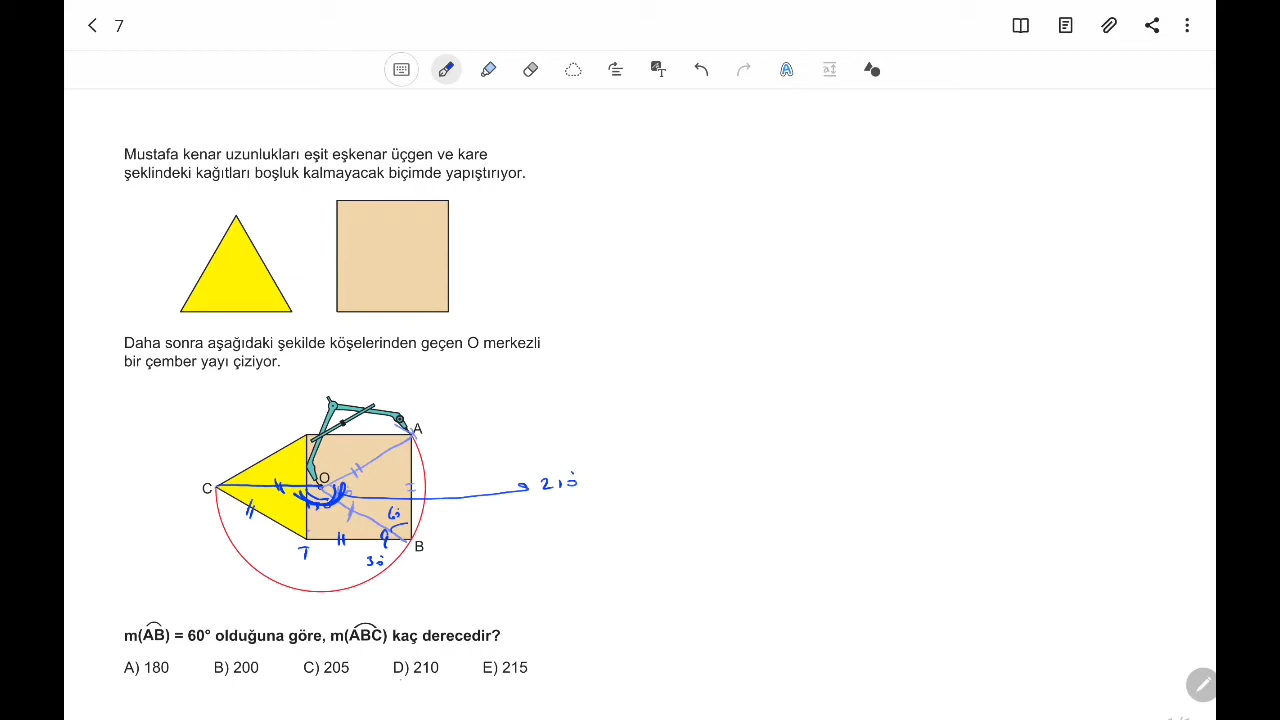 7
Mustafa kenar uzunlukları eşit eşkenar üçgen ve kare
şeklindeki kağıtları boşluk kalmayacak biçimde yapıştırıyor.
Daha sonra aşağıdaki şekilde köşelerinden geçen O merkezli
bir çember yayı çiziyor.
A
O
C
210
60
B
T
30
m(AB) = 60° olduğuna göre, m(ABC) kaç derecedir?
A) 180 B) 200 C) 205 D) 210 E) 215